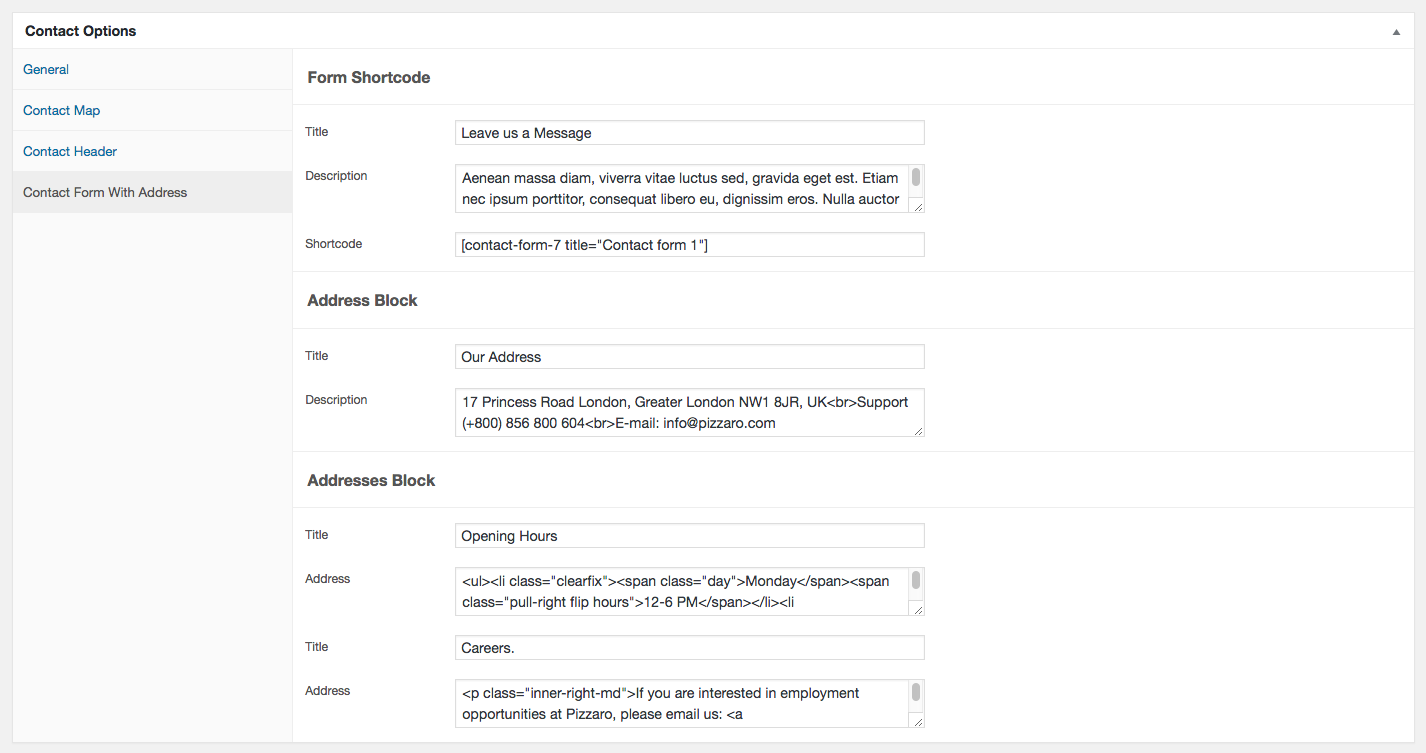 Contact Options
General
Contact Map
Contact Header
Contact Form With Address
Form Shortcode
Title
Leave us a Message
Description
Aenean massa diam, viverra vitae luctus sed, gravida eget est. Etiam
nec ipsum porttitor, consequat libero eu, dignissim eros. Nulla auctor
Shortcode
[contact-form-7 title="Contact form 1"]
Address Block
Title
Our Address
Description
17 Princess Road London, Greater London NW1 8JR, UK<br>Support
(+800) 856 800 604<br>E-mail: info@pizzaro.com
Addresses Block
Title
Opening Hours
Address
<ul><li class="clearfix"><span class="day">Monday</span><span
class="pull-right flip hours">12-6 PM</span></li><li
Title
Careers.
Address
<p class="inner-right-md">If you are interested in employment
opportunities at Pizzaro, please email us: <a